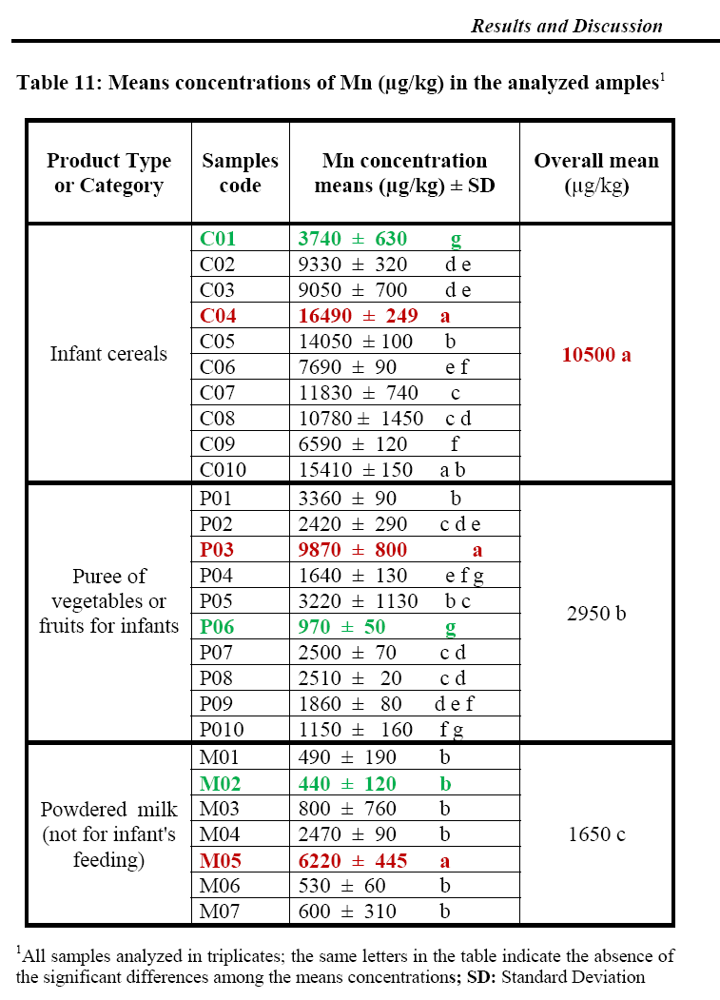 Results and Discussion
Table 11: Means concentrations of Mn (µg/kg) in the analyzed amples1
Product Type or Category Samples code Mn concentration means (µg/kg) ± SD Overall mean (µg/kg)
Infant cereals
C01 3740 ± 630 g
C02 9330 ± 320 d e
C03 9050 ± 700 d e
C04 16490 ± 249 a
C05 14050 ± 100 b
C06 7690 ± 90 e f
C07 11830 ± 740 c
C08 10780 ± 1450 c d
C09 6590 ± 120 f
C010 15410 ± 150 a b
10500 a
Puree of vegetables or fruits for infants
P01 3360 ± 90 b
P02 2420 ± 290 c d e
P03 9870 ± 800 a
P04 1640 ± 130 e f g
P05 3220 ± 1130 b c
P06 970 ± 50 g
P07 2500 ± 70 c d
P08 2510 ± 20 c d
P09 1860 ± 80 d e f
P010 1150 ± 160 f g
2950 b
Powdered milk (not for infant's feeding)
M01 490 ± 190 b
M02 440 ± 120 b
M03 800 ± 760 b
M04 2470 ± 90 b
M05 6220 ± 445 a
M06 530 ± 60 b
M07 600 ± 310 b
1650 c
1All samples analyzed in triplicates; the same letters in the table indicate the absence of
the significant differences among the means concentrations; SD: Standard Deviation